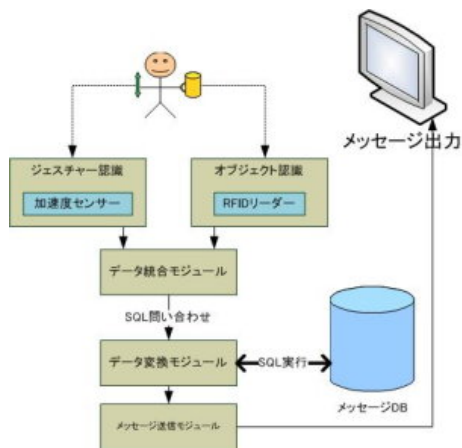 メッセージ出力
ジェスチャー認識
加速度センサー
オブジェクト認識
RFIDリーダー
データ統合モジュール
SQL問い合わせ
データ変換モジュール
SQL実行
メッセージDB
メッセージ送信モジュール